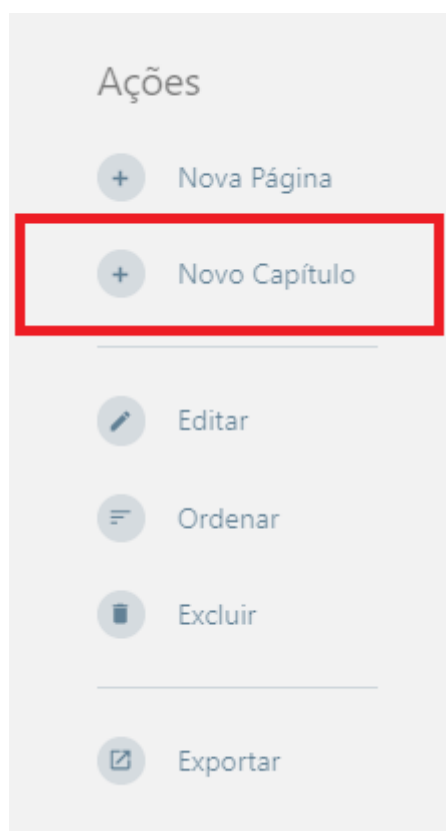 Ações
Nova Página
Novo Capítulo
Editar
Ordenar
Excluir
Exportar